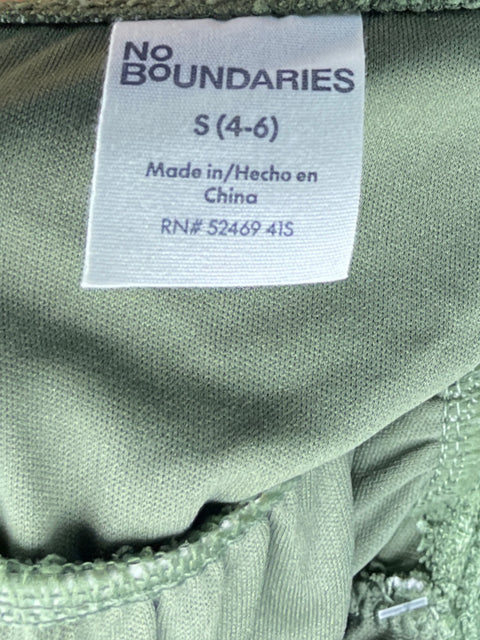 No
BoUNDARIES
S (4-6)
Made in/Hecho en
China
RN# 52469 41S